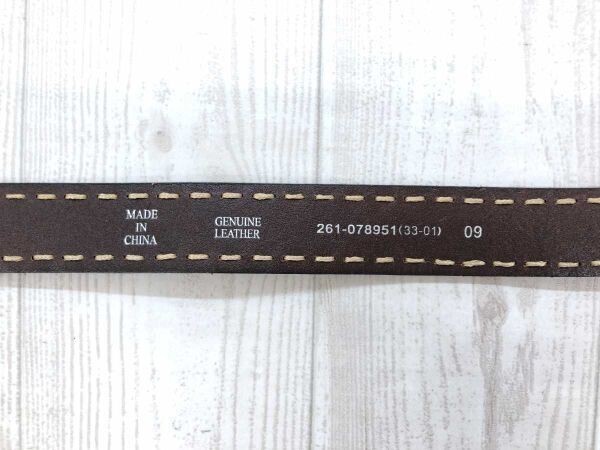 MADE
IN
CHINA
GENUINE
LEATHER
261-078951(33-01) 09